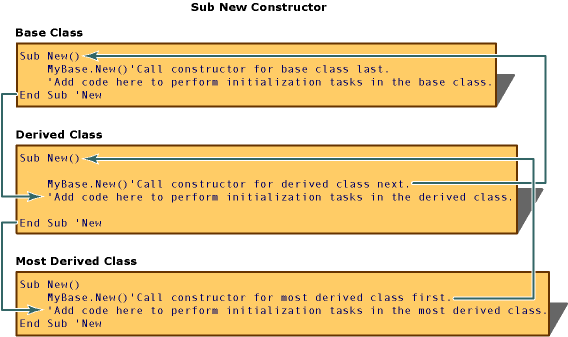 Sub New Constructor
Base Class
Sub New()
MyBase.New()'Call constructor for base class last.
'Add code here to perform initialization tasks in the base class.
End Sub 'New
Derived Class
Sub New()
MyBase.New()'Call constructor for derived class next.
'Add code here to perform initialization tasks in the derived class.
End Sub 'New
Most Derived Class
Sub New()
MyBase.New()'Call constructor for most derived class first.
'Add code here to perform initialization tasks in the most derived class.
End Sub 'New